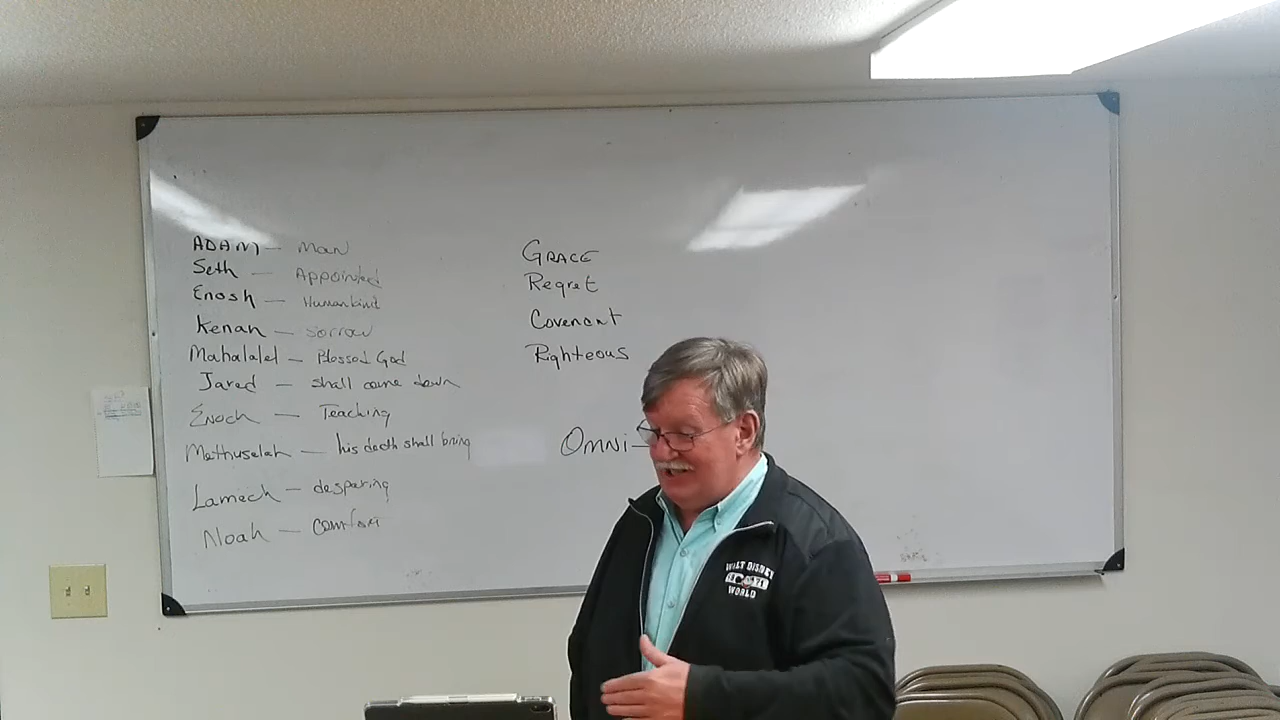 ADAM — Man
Seth — Appointed
Enosh — Humankind
Kenan — Sorrow
Mahalalel — Blessed God
Jared — shall come down
Enoch — Teaching
Methuselah — his death shall bring
Lamech — desparing
Noah — comfort
GRACE
Regret
Covenant
Righteous
OMNI—
WALT DISNEY
WORLD